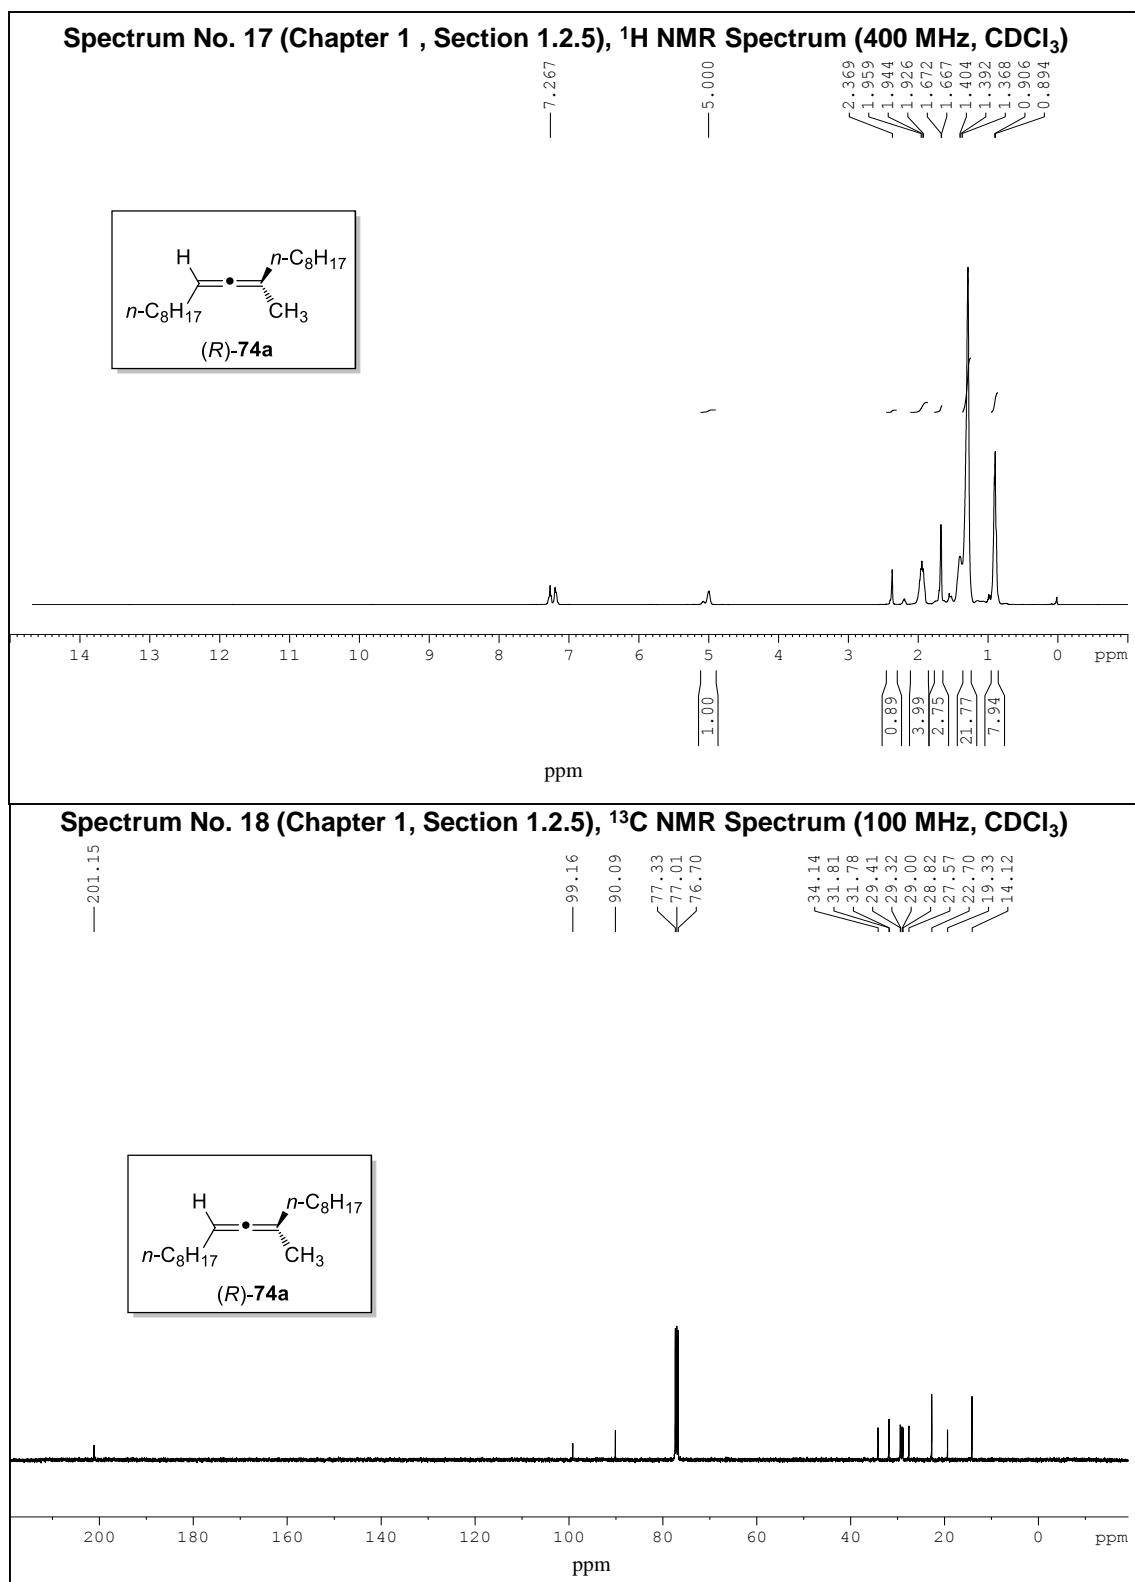 Spectrum No. 17 (Chapter 1 , Section 1.2.5), ¹H NMR Spectrum (400 MHz, CDCl₃)
7.267
5.000
2.369
1.959
1.944
1.926
1.672
1.667
1.404
1.392
1.368
0.906
0.894
H
n-C₈H₁₇
n-C₈H₁₇
CH₃
(R)-74a
14 13 12 11 10 9 8 7 6 5 4 3 2 1 0 ppm
1.00
0.89
3.99
2.75
21.77
7.94
ppm
Spectrum No. 18 (Chapter 1, Section 1.2.5), ¹³C NMR Spectrum (100 MHz, CDCl₃)
201.15
99.16
90.09
77.33
77.01
76.70
34.14
31.81
31.78
29.41
29.32
29.00
28.82
27.57
22.70
19.33
14.12
H
n-C₈H₁₇
n-C₈H₁₇
CH₃
(R)-74a
200 180 160 140 120 100 80 60 40 20 0 ppm
ppm